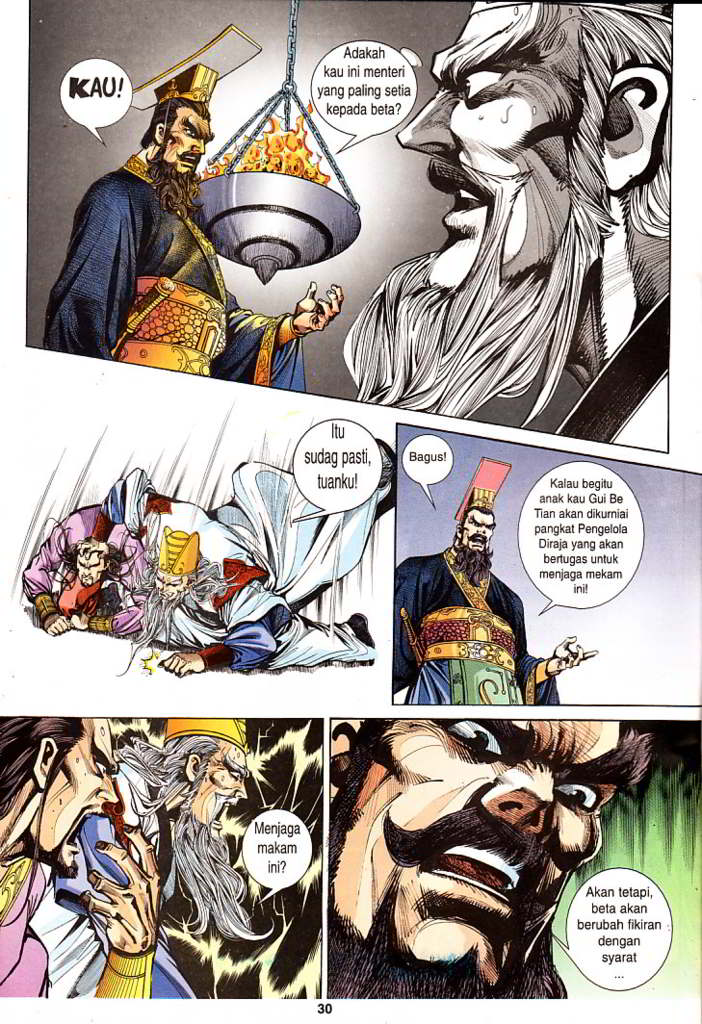 KAU!
Adakah
kau ini menteri
yang paling setia
kepada beta?
Itu
sudag pasti,
tuanku!
Bagus!
Kalau begitu
anak kau Gui Be
Tian akan dikurniai
pangkat Pengelola
Diraja yang akan
bertugas untuk
menjaga mekam
ini!
Menjaga
makam
ini?
Akan tetapi,
beta akan
berubah fikiran
dengan
syarat
...
30